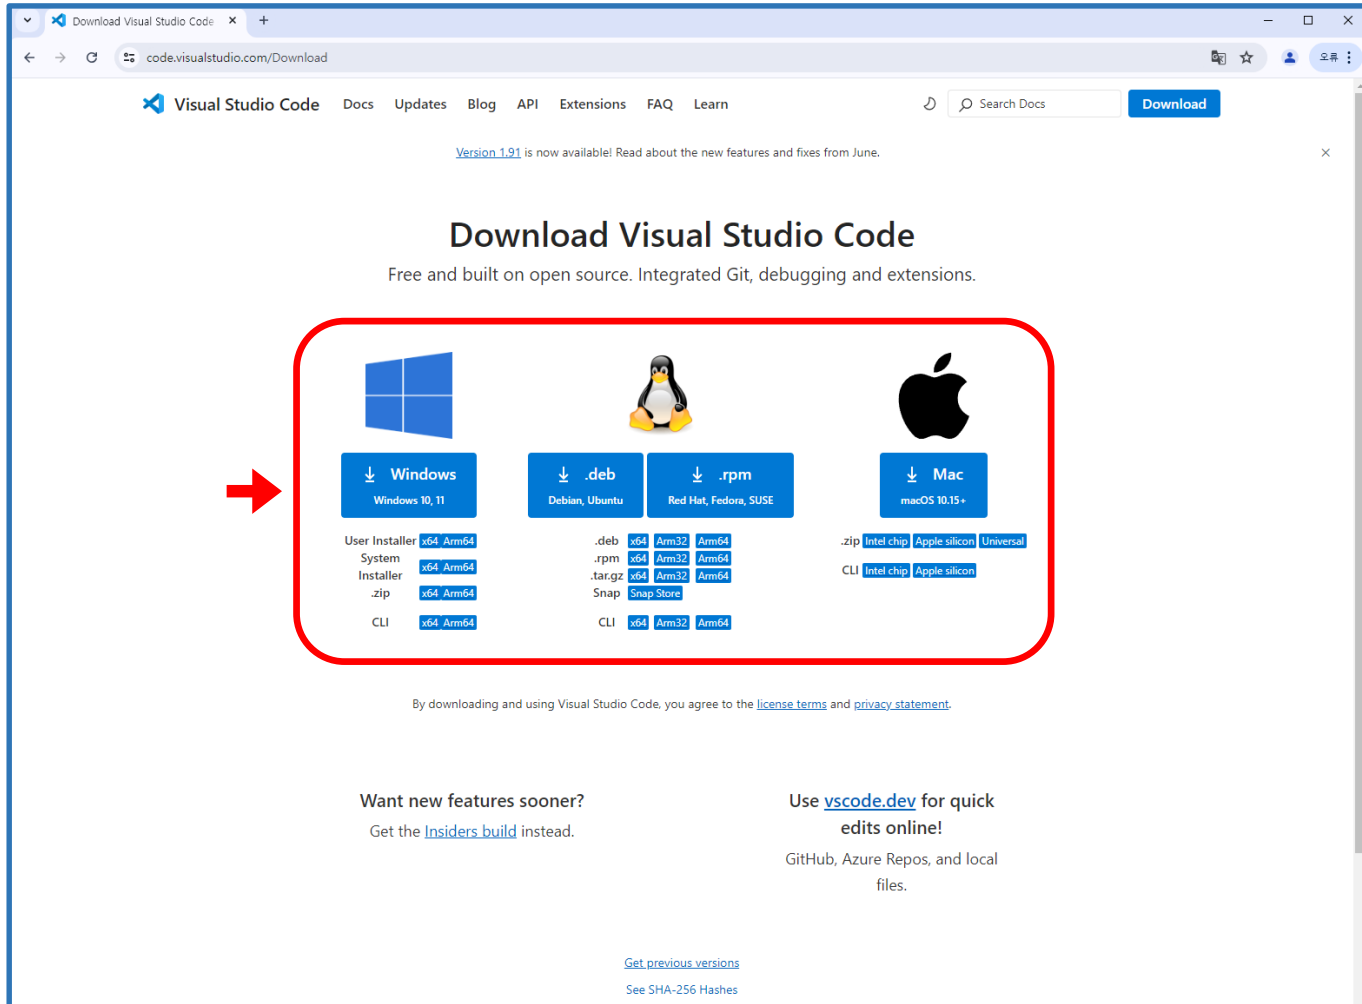 Download Visual Studio Code
code.visualstudio.com/Download
오류
Visual Studio Code Docs Updates Blog API Extensions FAQ Learn Search Docs Download
Version 1.91 is now available! Read about the new features and fixes from June.
Download Visual Studio Code
Free and built on open source. Integrated Git, debugging and extensions.
Windows
Windows 10, 11
User Installer x64 Arm64
System
Installer x64 Arm64
.zip x64 Arm64
CLI x64 Arm64
.deb
Debian, Ubuntu
.rpm
Red Hat, Fedora, SUSE
.deb x64 Arm32 Arm64
.rpm x64 Arm32 Arm64
.tar.gz x64 Arm32 Arm64
Snap Snap Store
CLI x64 Arm32 Arm64
Mac
macOS 10.15+
.zip Intel chip Apple silicon Universal
CLI Intel chip Apple silicon
By downloading and using Visual Studio Code, you agree to the license terms and privacy statement.
Want new features sooner?
Get the Insiders build instead.
Use vscode.dev for quick
edits online!
GitHub, Azure Repos, and local
files.
Get previous versions
See SHA-256 Hashes